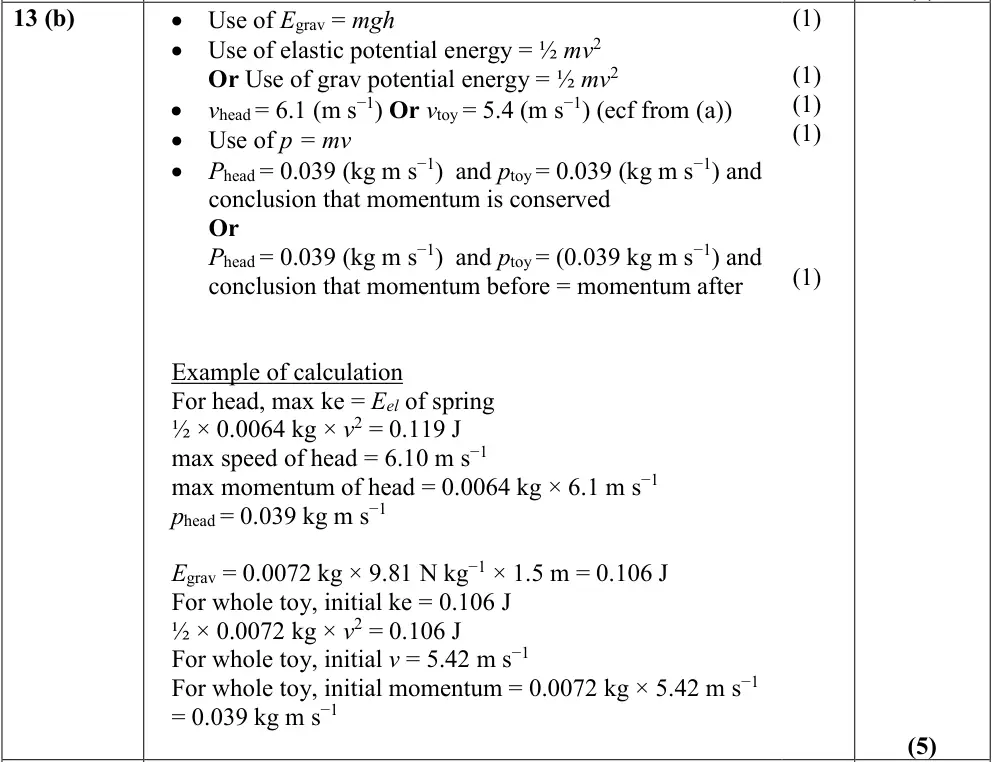 13 (b)
• Use of Egrav = mgh (1)
• Use of elastic potential energy = ½ mv²
Or Use of grav potential energy = ½ mv² (1)
• vhead = 6.1 (m s⁻¹) Or vtoy = 5.4 (m s⁻¹) (ecf from (a)) (1)
• Use of p = mv (1)
• Phead = 0.039 (kg m s⁻¹) and ptoy = 0.039 (kg m s⁻¹) and
conclusion that momentum is conserved
Or
Phead = 0.039 (kg m s⁻¹) and ptoy = (0.039 kg m s⁻¹) and
conclusion that momentum before = momentum after (1)
Example of calculation
For head, max ke = Eel of spring
½ × 0.0064 kg × v² = 0.119 J
max speed of head = 6.10 m s⁻¹
max momentum of head = 0.0064 kg × 6.1 m s⁻¹
phead = 0.039 kg m s⁻¹
Egrav = 0.0072 kg × 9.81 N kg⁻¹ × 1.5 m = 0.106 J
For whole toy, initial ke = 0.106 J
½ × 0.0072 kg × v² = 0.106 J
For whole toy, initial v = 5.42 m s⁻¹
For whole toy, initial momentum = 0.0072 kg × 5.42 m s⁻¹
= 0.039 kg m s⁻¹
(5)